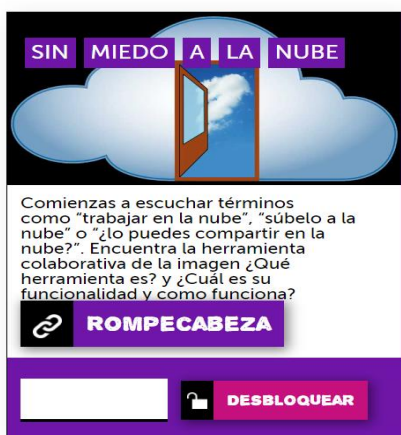 SIN MIEDO A LA NUBE
Comienzas a escuchar términos
como “trabajar en la nube”, “súbelo a la
nube” o “¿lo puedes compartir en la
nube?”. Encuentra la herramienta
colaborativa de la imagen ¿Qué
herramienta es? y ¿Cuál es su
funcionalidad y como funciona?
ROMPECABEZA
DESBLOQUEAR